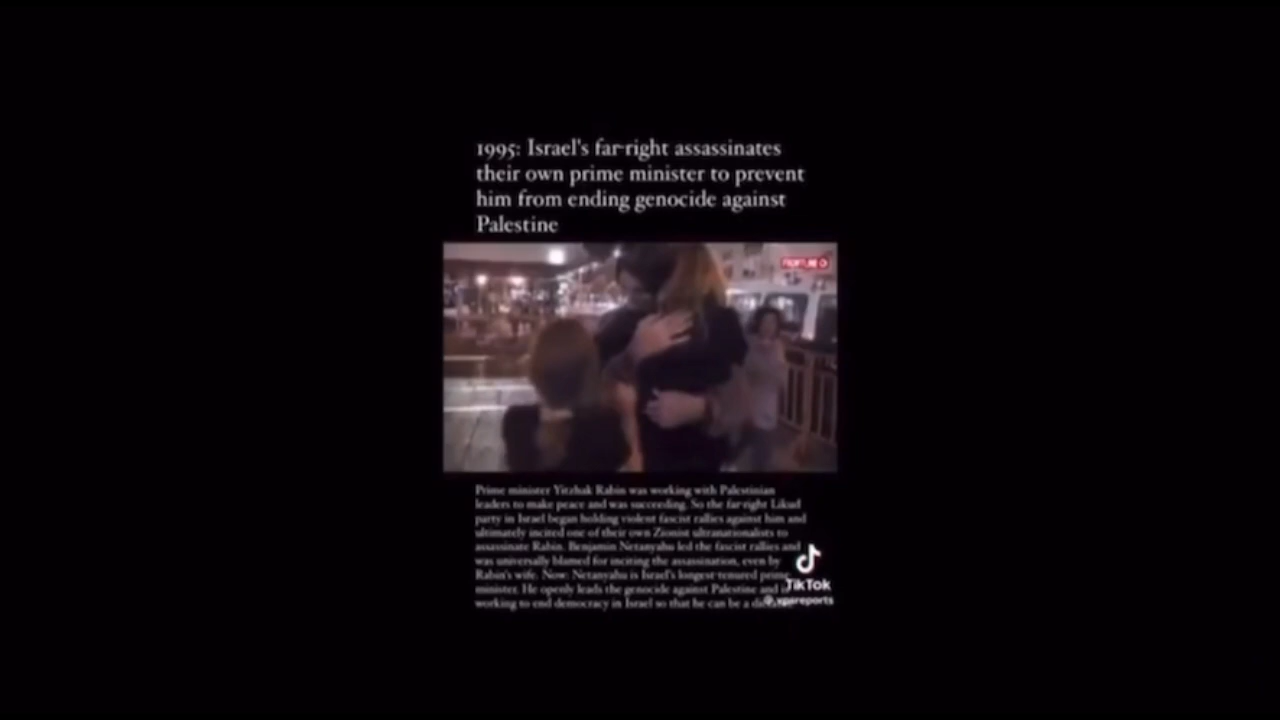 1995: Israel's far-right assassinates
their own prime minister to prevent
him from ending genocide against
Palestine
FRONTLINE
Prime minister Yitzhak Rabin was working with Palestinian
leaders to make peace and was succeeding. So the far-right Likud
party in Israel began holding violent fascist rallies against him and
ultimately incited one of their own Zionist ultranationalists to
assassinate Rabin. Benjamin Netanyahu led the fascist rallies and
was universally blamed for inciting the assassination, even by
Rabin's wife. Now: Netanyahu is Israel's longest-tenured prime
minister. He openly leads the genocide against Palestine and is
working to end democracy in Israel so that he can be a
TikTok